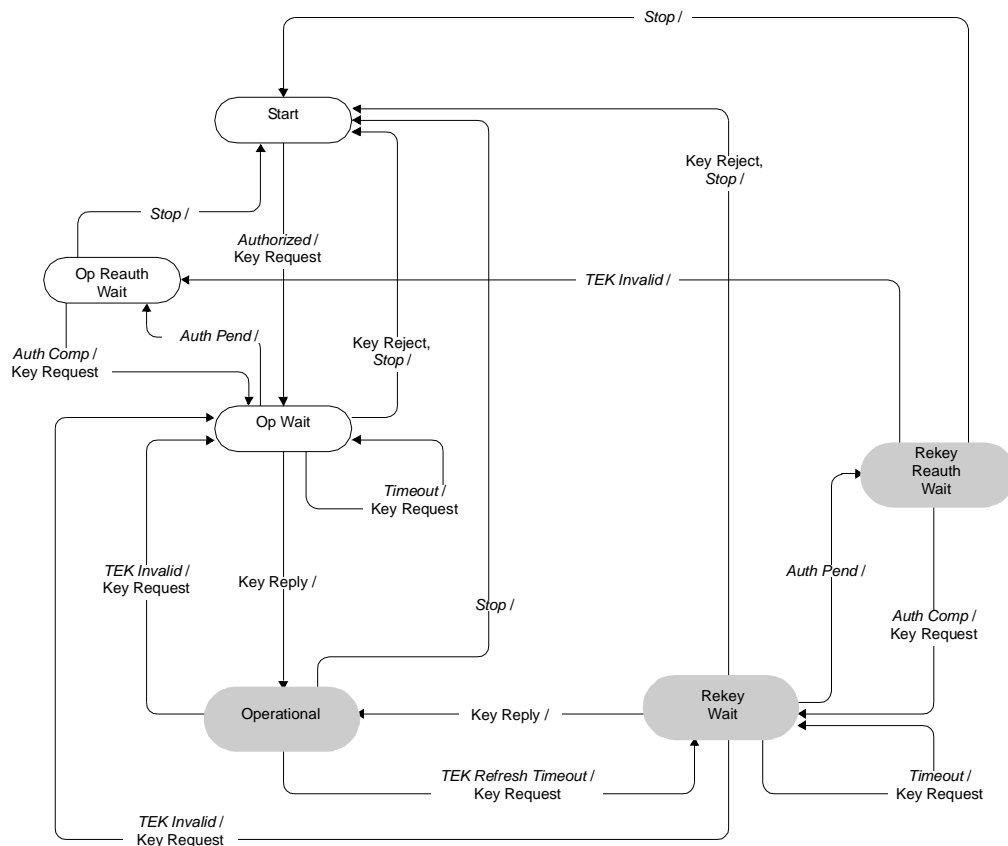 Stop /
Start
Key Reject,
Stop /
Stop /
Authorized /
Key Request
Op Reauth
Wait
TEK Invalid /
Auth Pend /
Key Reject,
Stop /
Auth Comp /
Key Request
Op Wait
Rekey
Reauth
Wait
Timeout /
Key Request
TEK Invalid /
Key Request
Key Reply /
Auth Pend /
Stop /
Auth Comp /
Key Request
Operational
Key Reply /
Rekey
Wait
TEK Refresh Timeout /
Key Request
Timeout /
Key Request
TEK Invalid /
Key Request